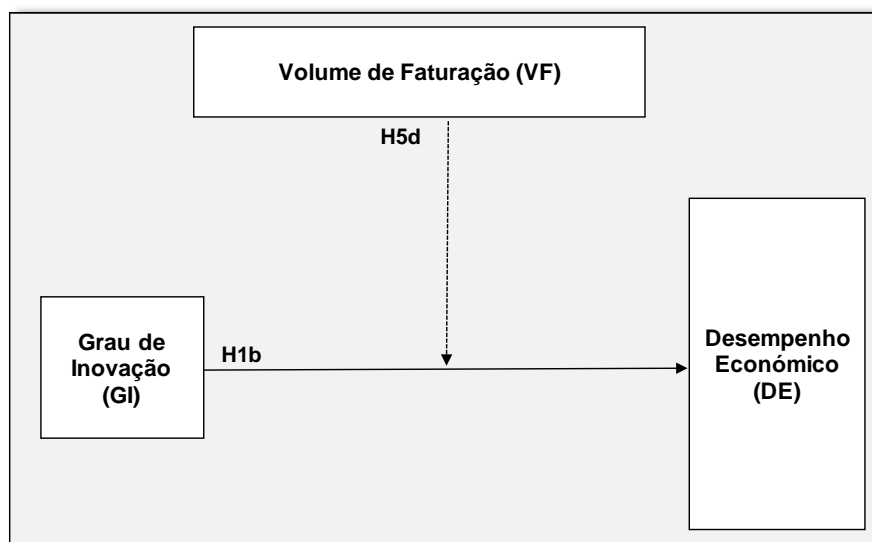 Volume de Faturação (VF)
H5d
Grau de
Inovação
(GI)
H1b
Desempenho
Económico
(DE)